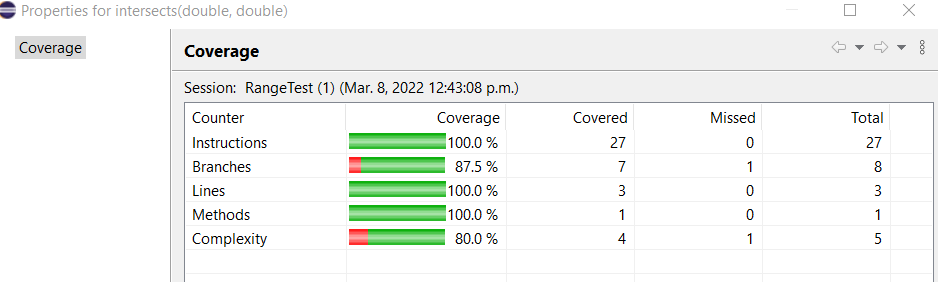 Properties for intersects(double, double)
Coverage
Coverage
Session: RangeTest (1) (Mar. 8, 2022 12:43:08 p.m.)
Counter Coverage Covered Missed Total
Instructions 100.0 % 27 0 27
Branches 87.5 % 7 1 8
Lines 100.0 % 3 0 3
Methods 100.0 % 1 0 1
Complexity 80.0 % 4 1 5